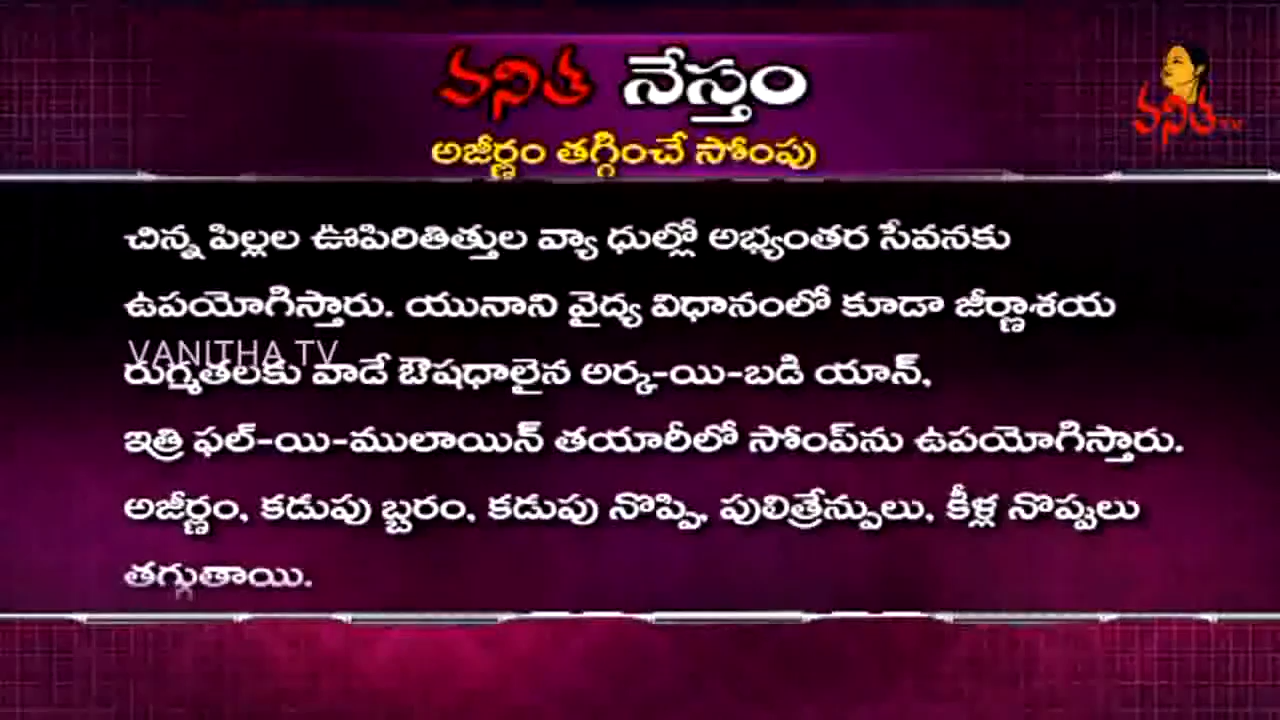 వనిత నేస్తం
వనిత TV
అజీర్ణం తగ్గించే సోంపు
చిన్న పిల్లల ఊపిరితిత్తుల వ్యా ధుల్లో అభ్యంతర సేవనకు
ఉపయోగిస్తారు. యునాని వైద్య విధానంలో కూడా జీర్ణాశయ
VANITHA TV
రుగ్మతలకు వాడే ఔషధాలైన అర్క-యి-బడి యాన్,
ఇత్రి ఫల్-యి-ములాయిన్ తయారీలో సోంప్‌ను ఉపయోగిస్తారు.
అజీర్ణం, కడుపు బ్బరం, కడుపు నొప్పి, పులిత్రేన్పులు, కీళ్ల నొప్పులు
తగ్గుతాయి.